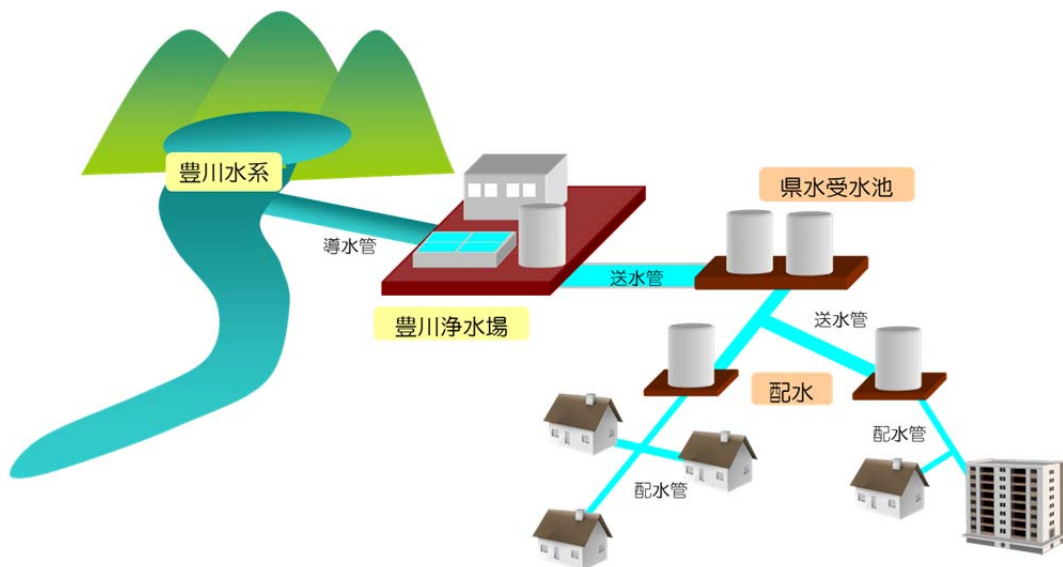 豊川水系
県水受水池
導水管
送水管
豊川浄水場
送水管
配水
配水管
配水管